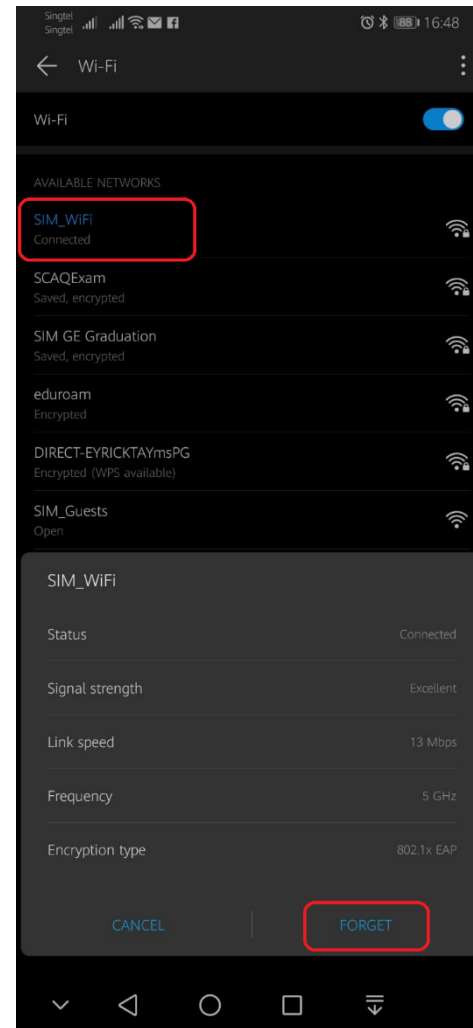 Singtel
Singtel
88 16:48
Wi-Fi
Wi-Fi
AVAILABLE NETWORKS
SIM_WiFi
Connected
SCAQExam
Saved, encrypted
SIM GE Graduation
Saved, encrypted
eduroam
Encrypted
DIRECT-EYRICKTAYmsPG
Encrypted (WPS available)
SIM_Guests
Open
SIM_WiFi
Status Connected
Signal strength Excellent
Link speed 13 Mbps
Frequency 5 GHz
Encryption type 802.1x EAP
CANCEL FORGET